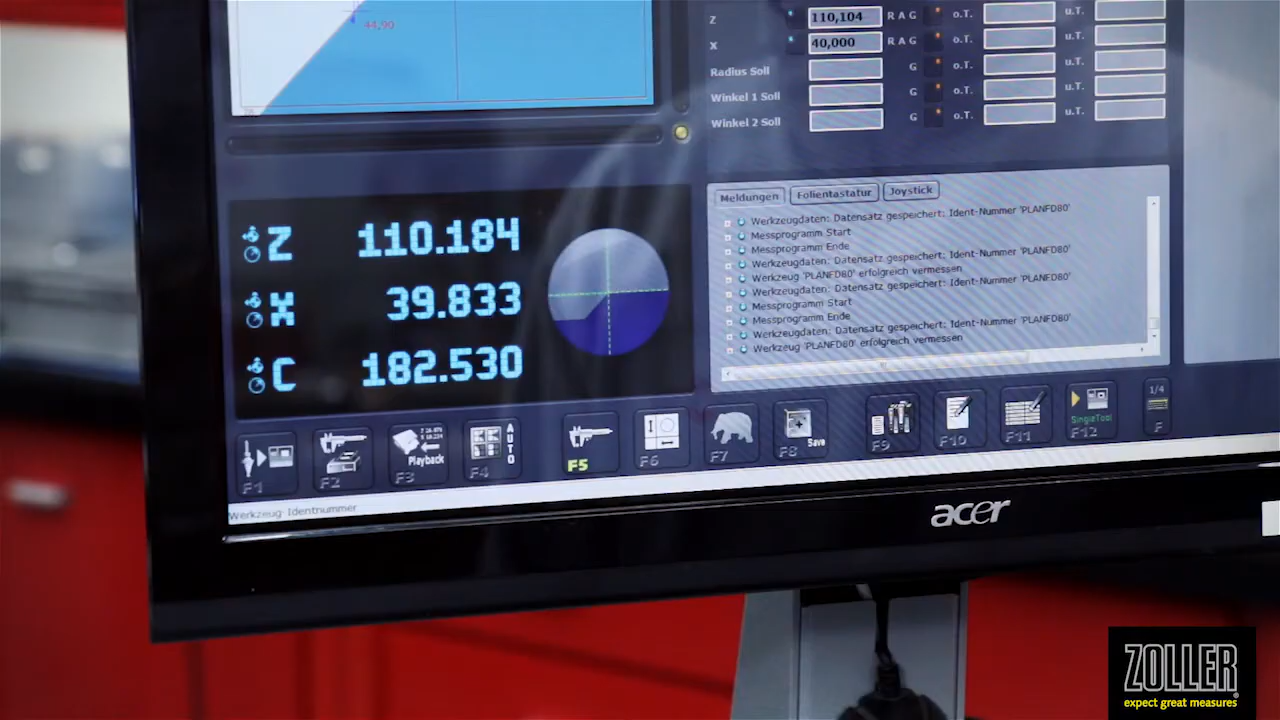 44,90
Z 110,104 R A G o.T. u.T.
X 40,000 R A G o.T. u.T.
Radius Soll G o.T. u.T.
Winkel 1 Soll G o.T. u.T.
Winkel 2 Soll G o.T. u.T.
Meldungen Folientastatur Joystick
Werkzeugdaten: Datensatz gespeichert: Ident-Nummer 'PLANFD80'
Messprogramm Start
Messprogramm Ende
Werkzeugdaten: Datensatz gespeichert: Ident-Nummer 'PLANFD80'
Werkzeug 'PLANFD80' erfolgreich vermessen
Werkzeugdaten: Datensatz gespeichert: Ident-Nummer 'PLANFD80'
Messprogramm Start
Messprogramm Ende
Werkzeugdaten: Datensatz gespeichert: Ident-Nummer 'PLANFD80'
Werkzeug 'PLANFD80' erfolgreich vermessen
Z 110.184
X 39.833
C 182.530
F1
F2
Playback
F3
AUTO
F4
F5
F6
F7
Save
F8
F9
F10
F11
SingleTool
F12
1/4
F
Werkzeug Identnummer
acer
ZOLLER
expect great measures